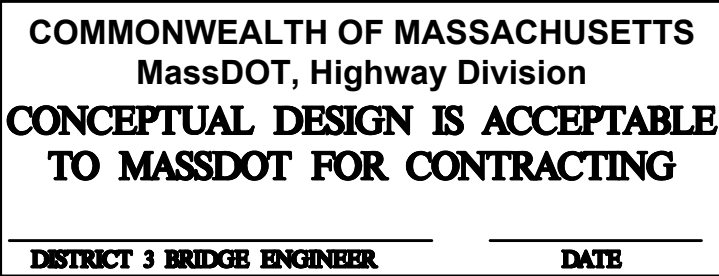 COMMONWEALTH OF MASSACHUSETTS
MassDOT, Highway Division
CONCEPTUAL DESIGN IS ACCEPTABLE
TO MASSDOT FOR CONTRACTING
DISTRICT 3 BRIDGE ENGINEER DATE